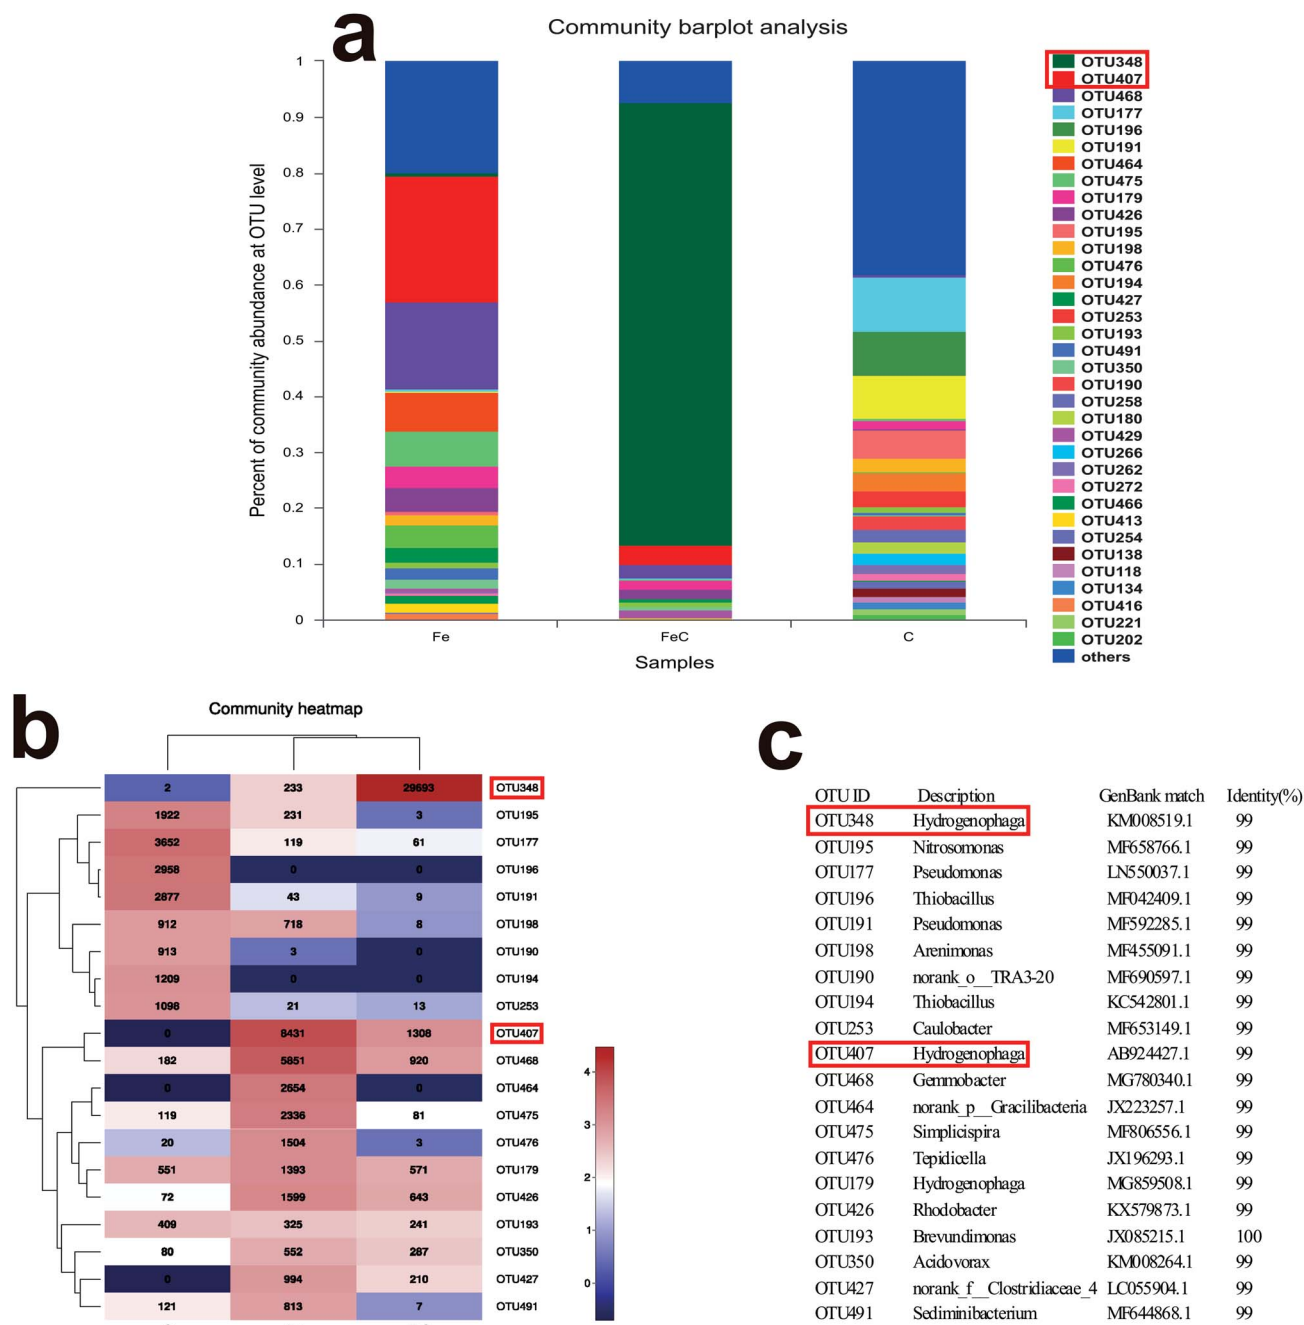 a
Community barplot analysis
Percent of community abundance at OTU level
1
0.9
0.8
0.7
0.6
0.5
0.4
0.3
0.2
0.1
0
Fe FeC C
Samples
OTU348
OTU407
OTU468
OTU177
OTU196
OTU191
OTU464
OTU475
OTU179
OTU426
OTU195
OTU198
OTU476
OTU194
OTU427
OTU253
OTU193
OTU491
OTU350
OTU190
OTU258
OTU180
OTU429
OTU266
OTU262
OTU272
OTU466
OTU413
OTU254
OTU138
OTU118
OTU134
OTU416
OTU221
OTU202
others
b
Community heatmap
2 233 29693 OTU348
1922 231 3 OTU195
3652 119 61 OTU177
2958 0 0 OTU196
2877 43 9 OTU191
912 718 8 OTU198
913 3 0 OTU190
1209 0 0 OTU194
1098 21 13 OTU253
0 8431 1308 OTU407
182 5851 920 OTU468
0 2654 0 OTU464
119 2336 81 OTU475
20 1504 3 OTU476
551 1393 571 OTU179
72 1599 643 OTU426
409 325 241 OTU193
80 552 287 OTU350
0 994 210 OTU427
121 813 7 OTU491
4
3
2
1
0
c
OTU ID Description GenBank match Identity(%)
OTU348 Hydrogenophaga KM008519.1 99
OTU195 Nitrosomonas MF658766.1 99
OTU177 Pseudomonas LN550037.1 99
OTU196 Thiobacillus MF042409.1 99
OTU191 Pseudomonas MF592285.1 99
OTU198 Arenimonas MF455091.1 99
OTU190 norank_o__TRA3-20 MF690597.1 99
OTU194 Thiobacillus KC542801.1 99
OTU253 Caulobacter MF653149.1 99
OTU407 Hydrogenophaga AB924427.1 99
OTU468 Gemmobacter MG780340.1 99
OTU464 norank_p__Gracilibacteria JX223257.1 99
OTU475 Simplicispira MF806556.1 99
OTU476 Tepidicella JX196293.1 99
OTU179 Hydrogenophaga MG859508.1 99
OTU426 Rhodobacter KX579873.1 99
OTU193 Brevundimonas JX085215.1 100
OTU350 Acidovorax KM008264.1 99
OTU427 norank_f__Clostridiaceae_4 LC055904.1 99
OTU491 Sediminibacterium MF644868.1 99